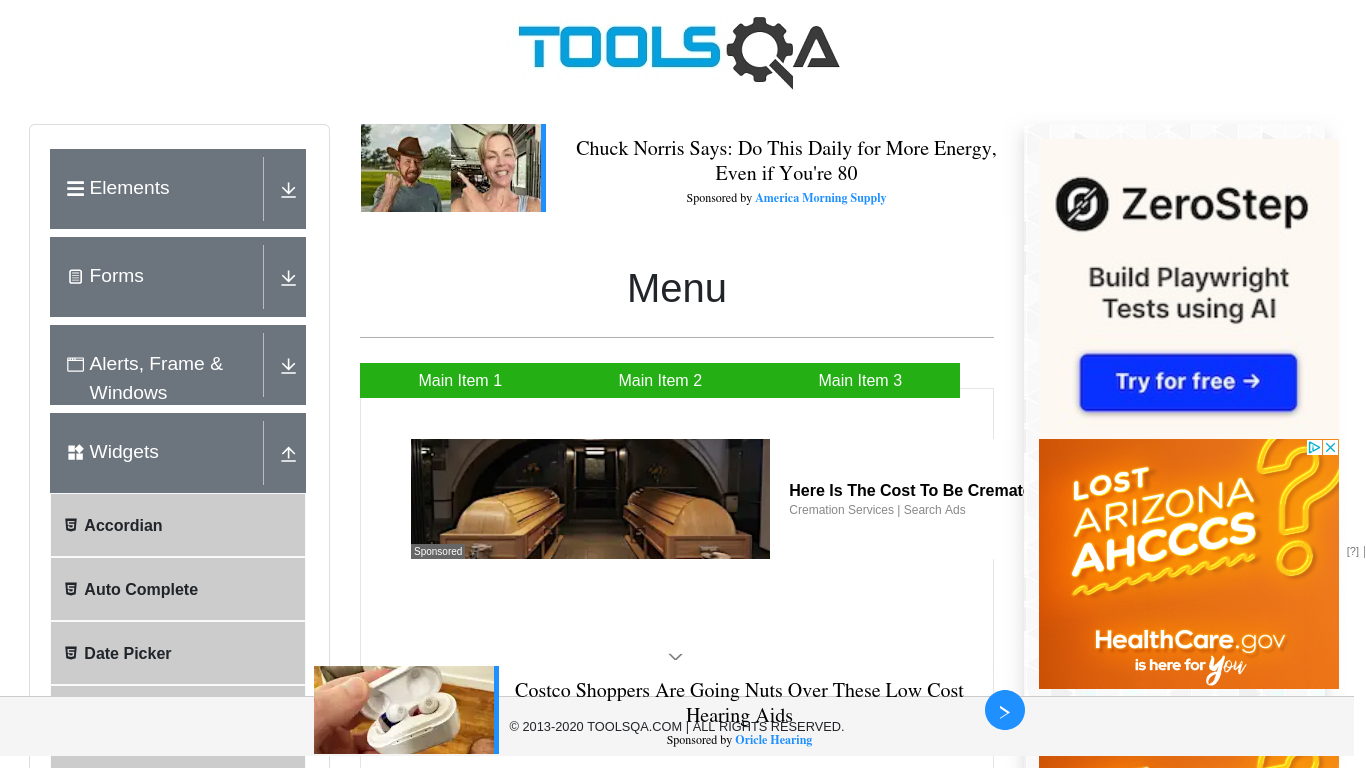 TOOLSQA
Elements
Forms
Alerts, Frame &
Windows
Widgets
Accordian
Auto Complete
Date Picker
Chuck Norris Says: Do This Daily for More Energy,
Even if You're 80
Sponsored by America Morning Supply
Menu
Main Item 1
Main Item 2
Main Item 3
Sponsored
Here Is The Cost To Be Cremat
Cremation Services | Search Ads
ZeroStep
Build Playwright
Tests using AI
Try for free →
LOST
ARIZONA
AHCCCS
?
HealthCare.gov
is here for you
[?] |
Costco Shoppers Are Going Nuts Over These Low Cost
Hearing Aids
© 2013-2020 TOOLSQA.COM | ALL RIGHTS RESERVED.
Sponsored by Oricle Hearing